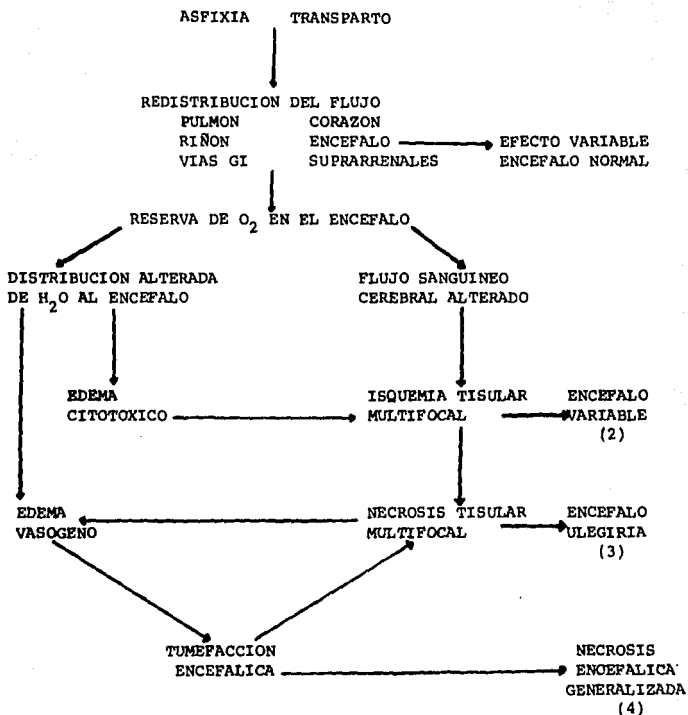 ASFIXIA TRANSPARTO
REDISTRIBUCION DEL FLUJO
PULMON CORAZON
RIÑON ENCEFALO EFECTO VARIABLE
VIAS GI SUPRARRENALES ENCEFALO NORMAL
RESERVA DE O2 EN EL ENCEFALO
DISTRIBUCION ALTERADA
DE H2O AL ENCEFALO
FLUJO SANGUINEO
CEREBRAL ALTERADO
EDEMA
CITOTOXICO
ISQUEMIA TISULAR
MULTIFOCAL
ENCEFALO
VARIABLE
(2)
EDEMA
VASOGENO
NECROSIS TISULAR
MULTIFOCAL
ENCEFALO
ULEGIRIA
(3)
TUMEFACCION
ENCEFALICA
NECROSIS
ENCEFALICA
GENERALIZADA
(4)